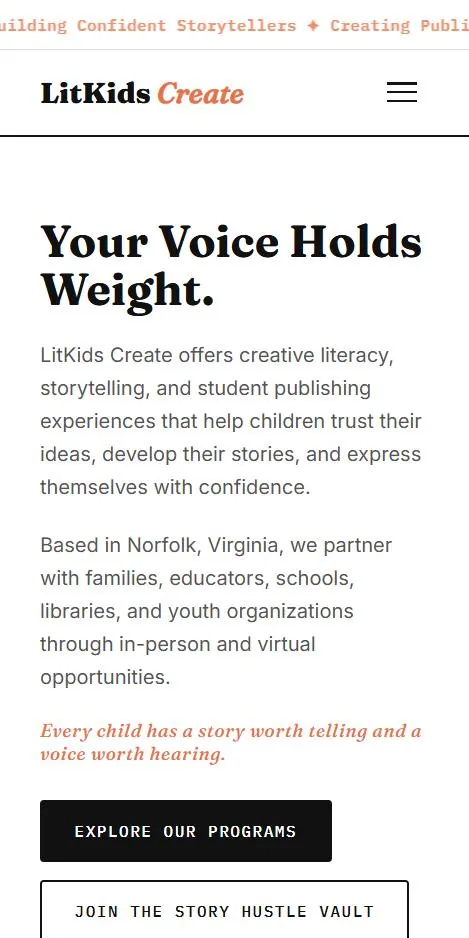 Building Confident Storytellers ✦ Creating Publi
LitKids Create
Your Voice Holds
Weight.
LitKids Create offers creative literacy,
storytelling, and student publishing
experiences that help children trust their
ideas, develop their stories, and express
themselves with confidence.
Based in Norfolk, Virginia, we partner
with families, educators, schools,
libraries, and youth organizations
through in-person and virtual
opportunities.
Every child has a story worth telling and a
voice worth hearing.
EXPLORE OUR PROGRAMS
JOIN THE STORY HUSTLE VAULT